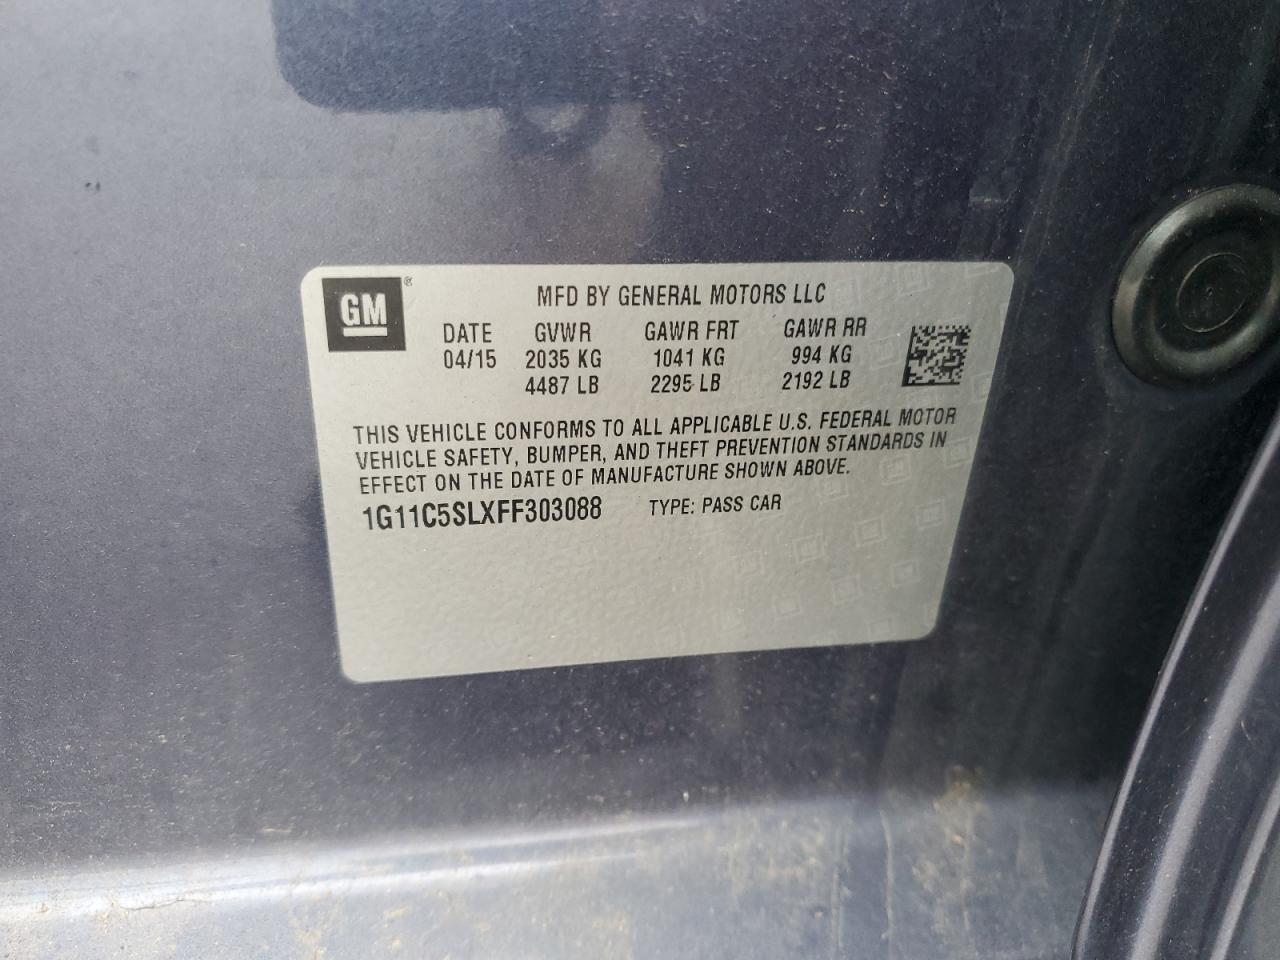 GM ®
MFD BY GENERAL MOTORS LLC
DATE GVWR GAWR FRT GAWR RR
04/15 2035 KG 1041 KG 994 KG
4487 LB 2295 LB 2192 LB
THIS VEHICLE CONFORMS TO ALL APPLICABLE U.S. FEDERAL MOTOR
VEHICLE SAFETY, BUMPER, AND THEFT PREVENTION STANDARDS IN
EFFECT ON THE DATE OF MANUFACTURE SHOWN ABOVE.
1G11C5SLXFF303088 TYPE: PASS CAR